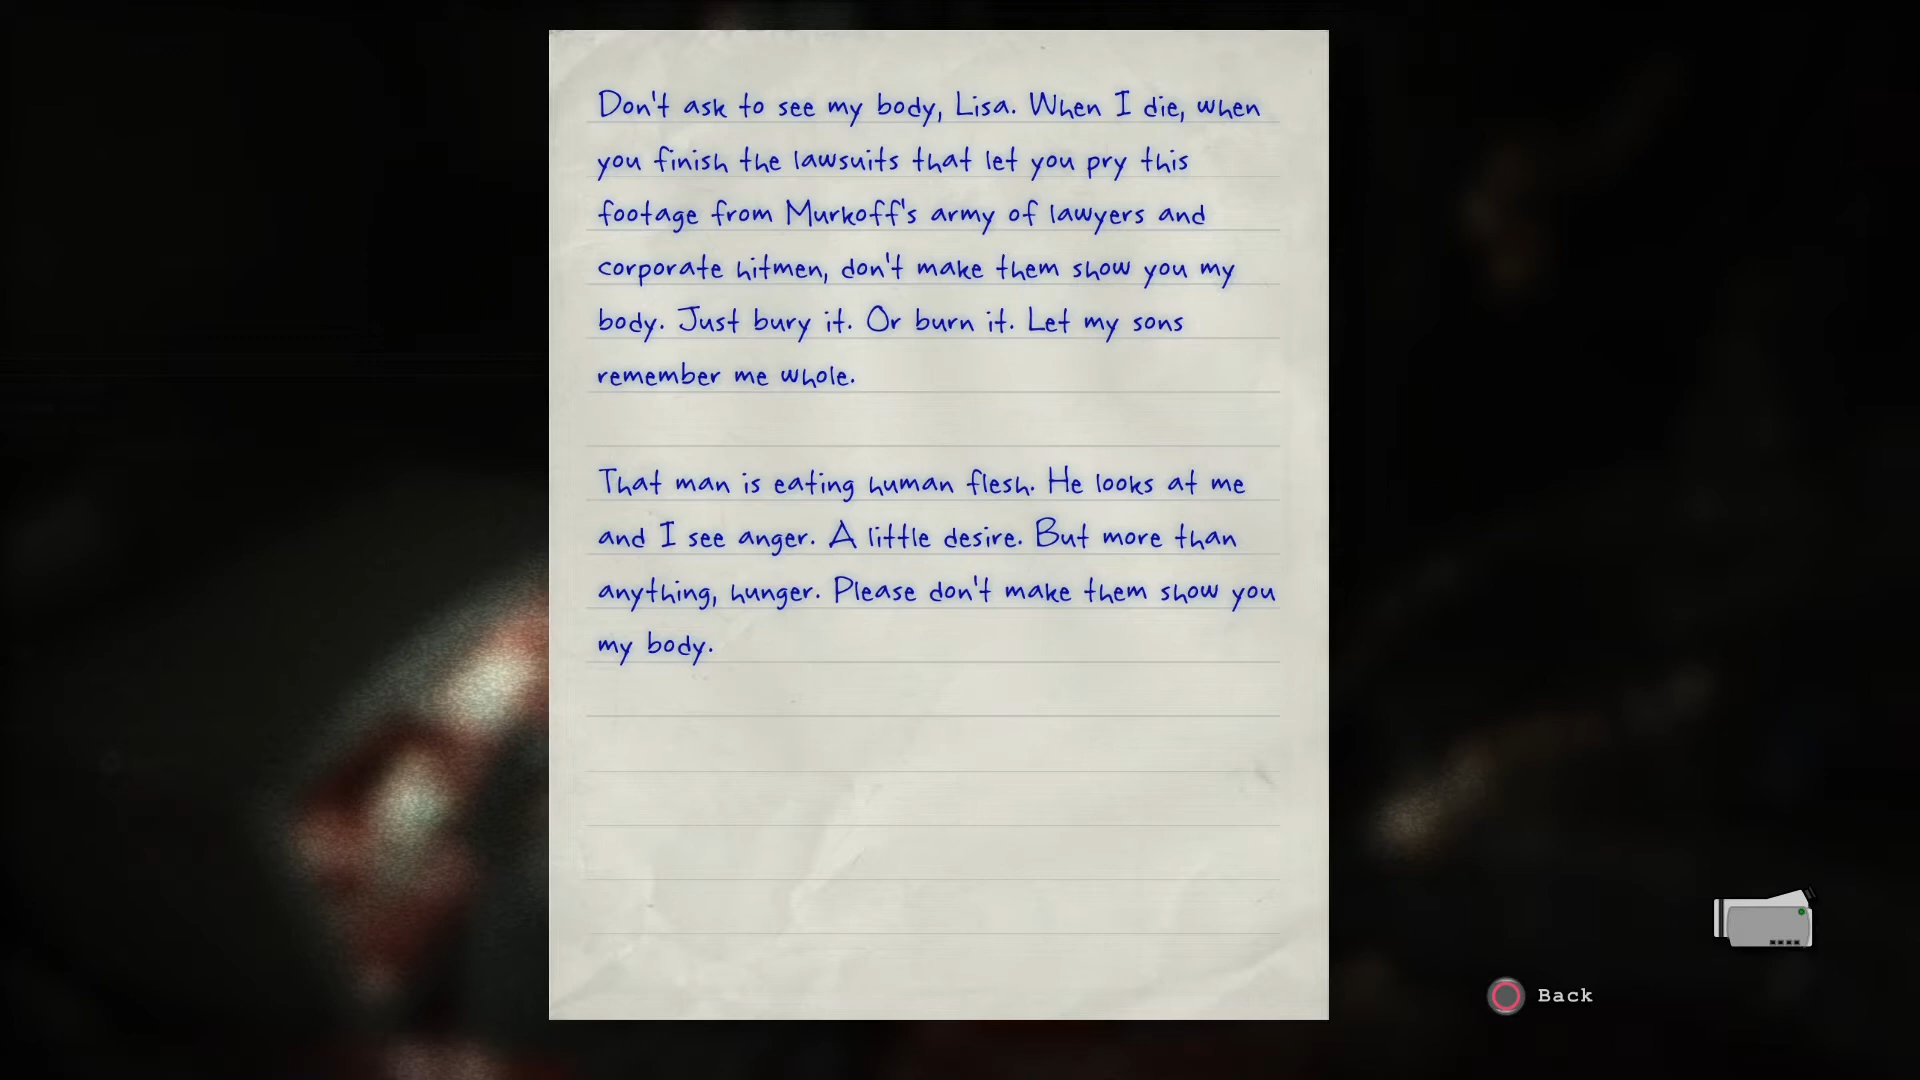 Don't ask to see my body, Lisa. When I die, when
you finish the lawsuits that let you pry this
footage from Murkoff's army of lawyers and
corporate hitmen, don't make them show you my
body. Just bury it. Or burn it. Let my sons
remember me whole.
That man is eating human flesh. He looks at me
and I see anger. A little desire. But more than
anything, hunger. Please don't make them show you
my body.
Back